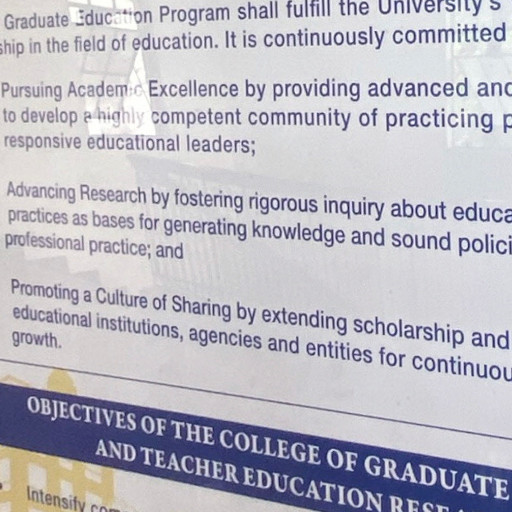 Graduate Education Program shall fulfill the University's
ship in the field of education. It is continuously committed
Pursuing Academic Excellence by providing advanced and
to develop a highly competent community of practicing p
responsive educational leaders;
Advancing Research by fostering rigorous inquiry about educa
practices as bases for generating knowledge and sound polici
professional practice; and
Promoting a Culture of Sharing by extending scholarship and
educational institutions, agencies and entities for continuou
growth.
OBJECTIVES OF THE COLLEGE OF GRADUATE
AND TEACHER EDUCATION RESEA
Intensify com